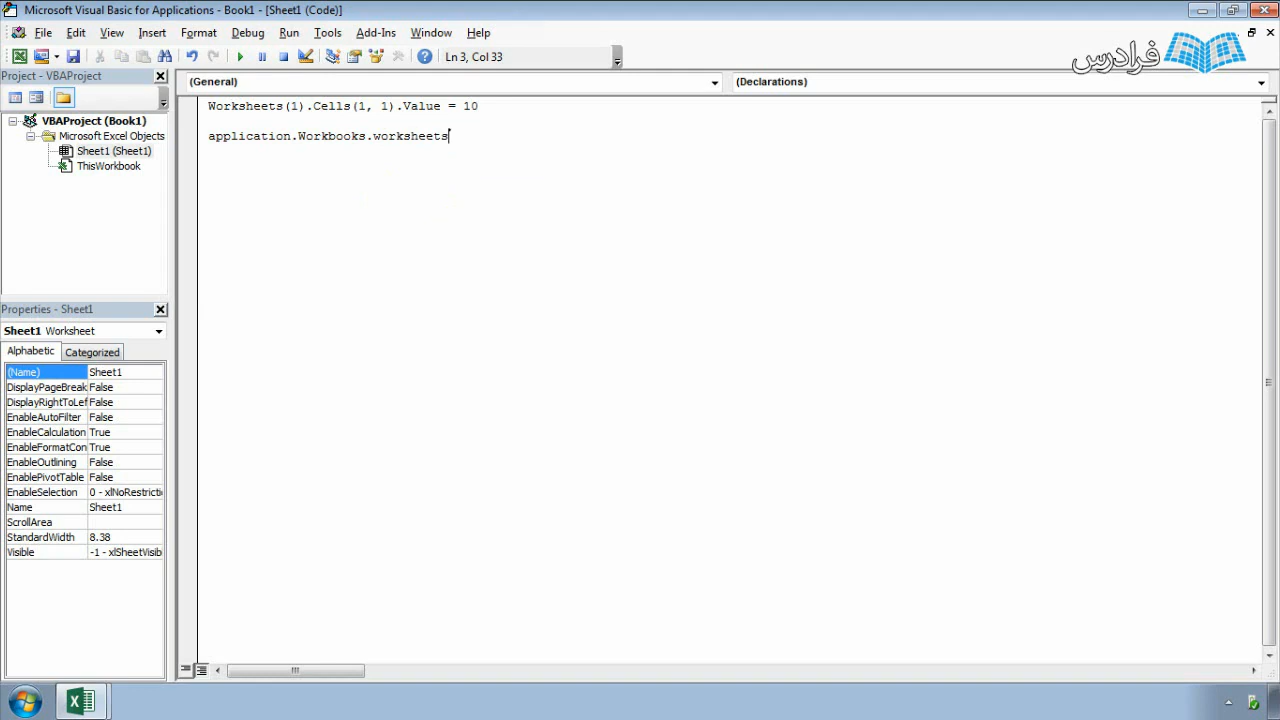 Microsoft Visual Basic for Applications - Book1 - [Sheet1 (Code)]
File Edit View Insert Format Debug Run Tools Add-Ins Window Help
Ln 3, Col 33
فرادرس
Project - VBAProject
(General)
(Declarations)
VBAProject (Book1)
Microsoft Excel Objects
Sheet1 (Sheet1)
ThisWorkbook
Worksheets(1).Cells(1, 1).Value = 10
application.Workbooks.worksheets
Properties - Sheet1
Sheet1 Worksheet
Alphabetic Categorized
(Name) Sheet1
DisplayPageBreak False
DisplayRightToLef False
EnableAutoFilter False
EnableCalculation True
EnableFormatCon True
EnableOutlining False
EnablePivotTable False
EnableSelection 0 - xlNoRestrictio
Name Sheet1
ScrollArea
StandardWidth 8.38
Visible -1 - xlSheetVisibl